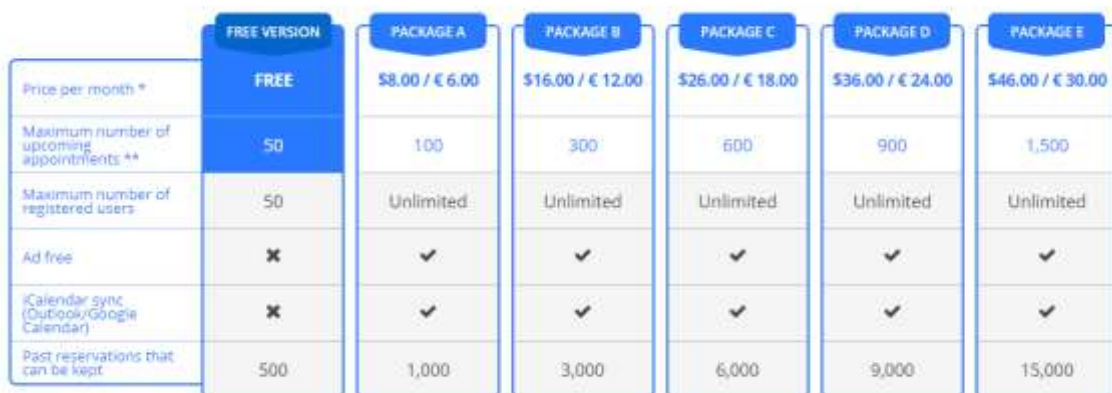 FREE VERSION PACKAGE A PACKAGE B PACKAGE C PACKAGE D PACKAGE E
Price per month * FREE $8.00 / € 6.00 $16.00 / € 12.00 $26.00 / € 18.00 $36.00 / € 24.00 $46.00 / € 30.00
Maximum number of
upcoming
appointments ** 50 100 300 600 900 1,500
Maximum number of
registered users 50 Unlimited Unlimited Unlimited Unlimited Unlimited
Ad free ✖ ✔ ✔ ✔ ✔ ✔
iCalendar sync
(Outlook/Google
Calendar) ✖ ✔ ✔ ✔ ✔ ✔
Past reservations that
can be kept 500 1,000 3,000 6,000 9,000 15,000